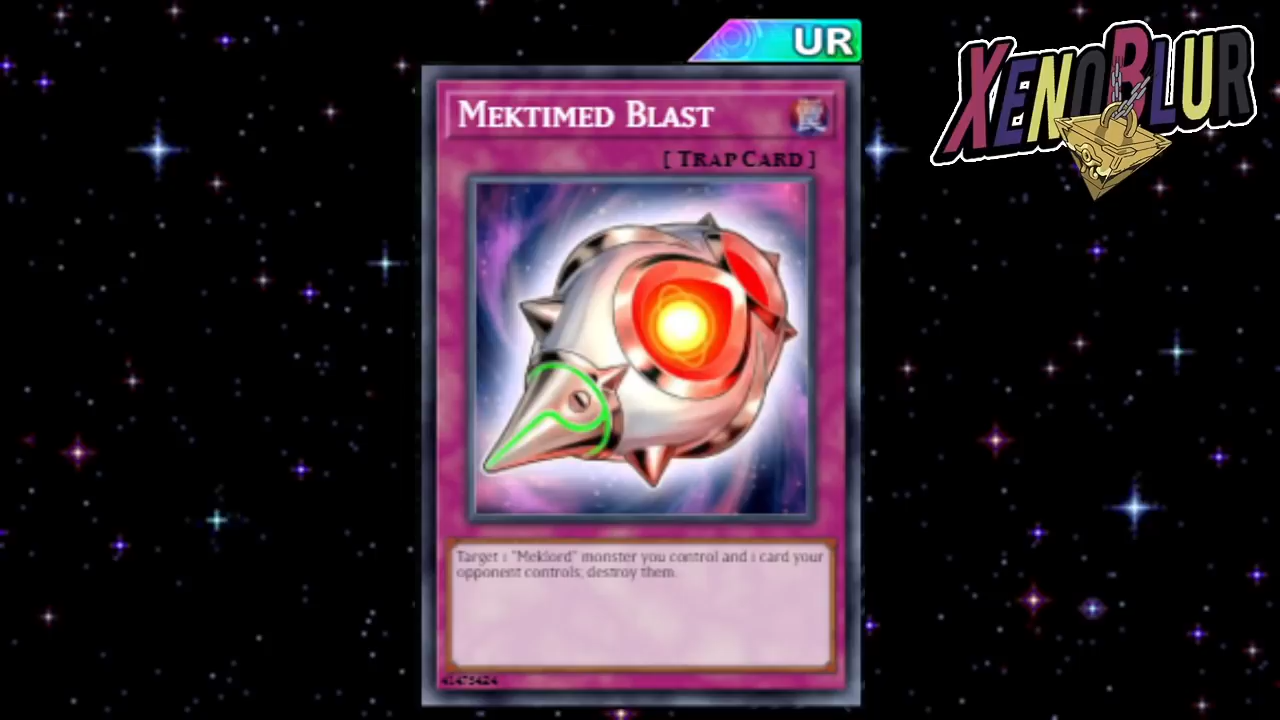 UR
XENOBLUR
MEKTIMED BLAST
罠
[ TRAP CARD ]
Target 1 "Meklord" monster you control and 1 card your
opponent controls; destroy them.